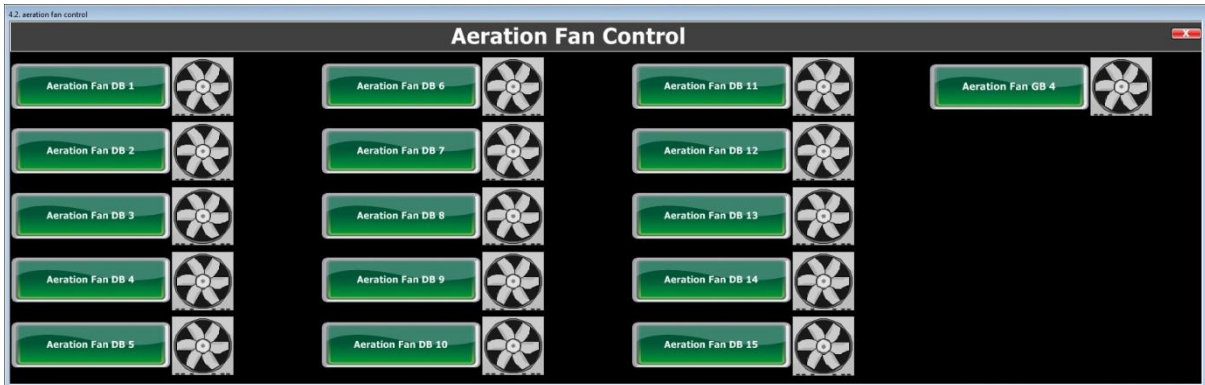 4.2. aeration fan control
Aeration Fan Control
X
Aeration Fan DB 1
Aeration Fan DB 6
Aeration Fan DB 11
Aeration Fan GB 4
Aeration Fan DB 2
Aeration Fan DB 7
Aeration Fan DB 12
Aeration Fan DB 3
Aeration Fan DB 8
Aeration Fan DB 13
Aeration Fan DB 4
Aeration Fan DB 9
Aeration Fan DB 14
Aeration Fan DB 5
Aeration Fan DB 10
Aeration Fan DB 15